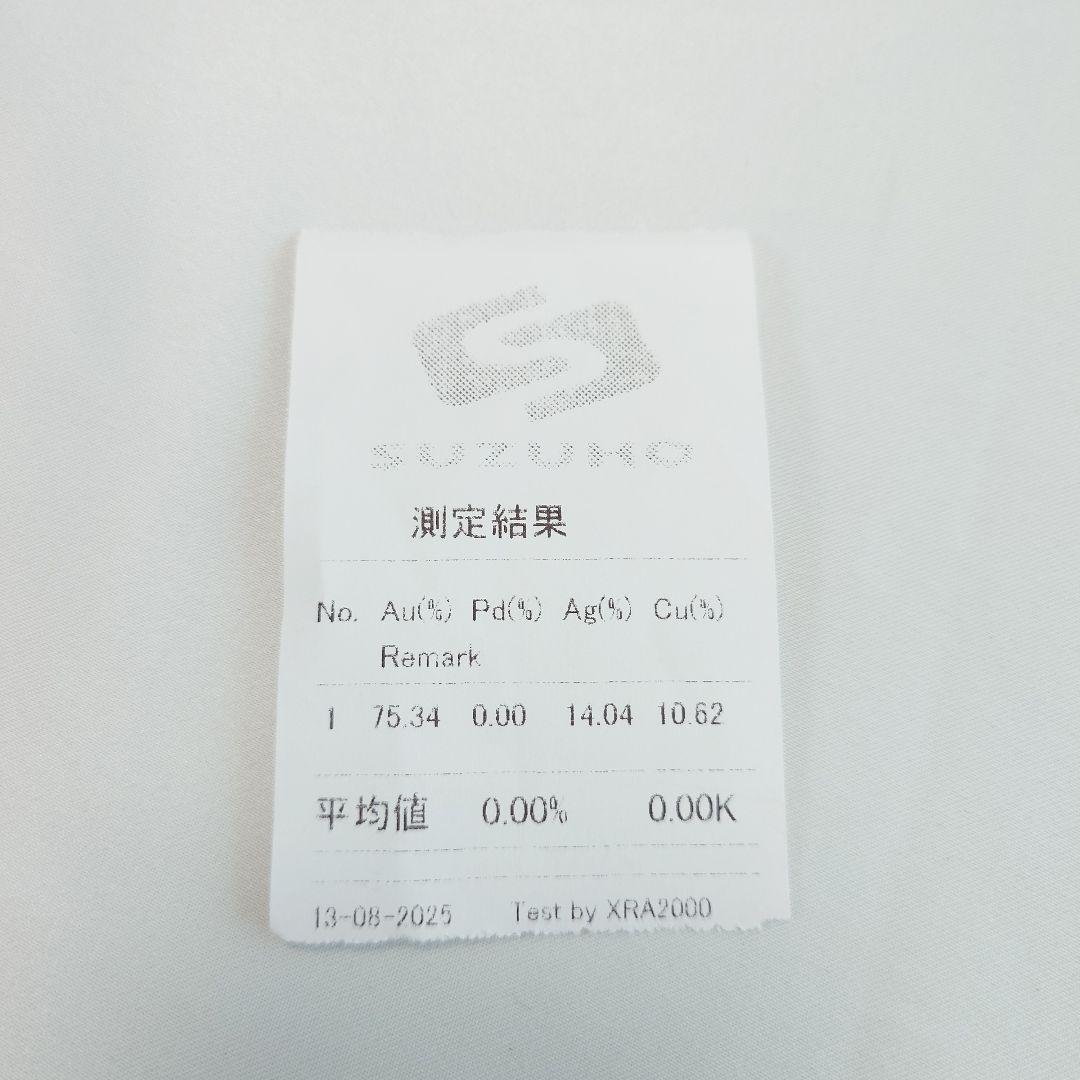 SUZUHO
測定結果
No. Au(%) Pd(%) Ag(%) Cu(%)
Remark
1 75.34 0.00 14.04 10.62
平均値 0.00% 0.00K
13-08-2025 Test by XRA2000